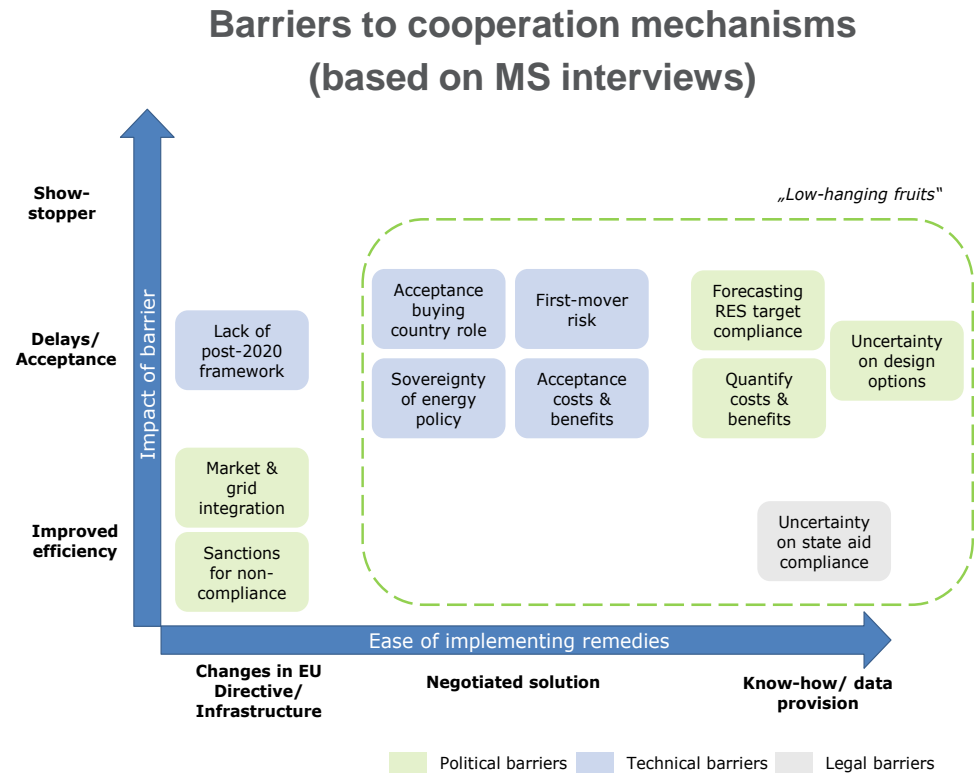 Barriers to cooperation mechanisms
(based on MS interviews)
Show-
stopper
„Low-hanging fruits“
Impact of barrier
Delays/
Acceptance
Lack of
post-2020
framework
Acceptance
buying
country role
First-mover
risk
Forecasting
RES target
compliance
Uncertainty
on design
options
Sovereignty
of energy
policy
Acceptance
costs &
benefits
Quantify
costs &
benefits
Improved
efficiency
Market &
grid
integration
Sanctions
for non-
compliance
Uncertainty
on state aid
compliance
Ease of implementing remedies
Changes in EU
Directive/
Infrastructure
Negotiated solution
Know-how/ data
provision
Political barriers
Technical barriers
Legal barriers